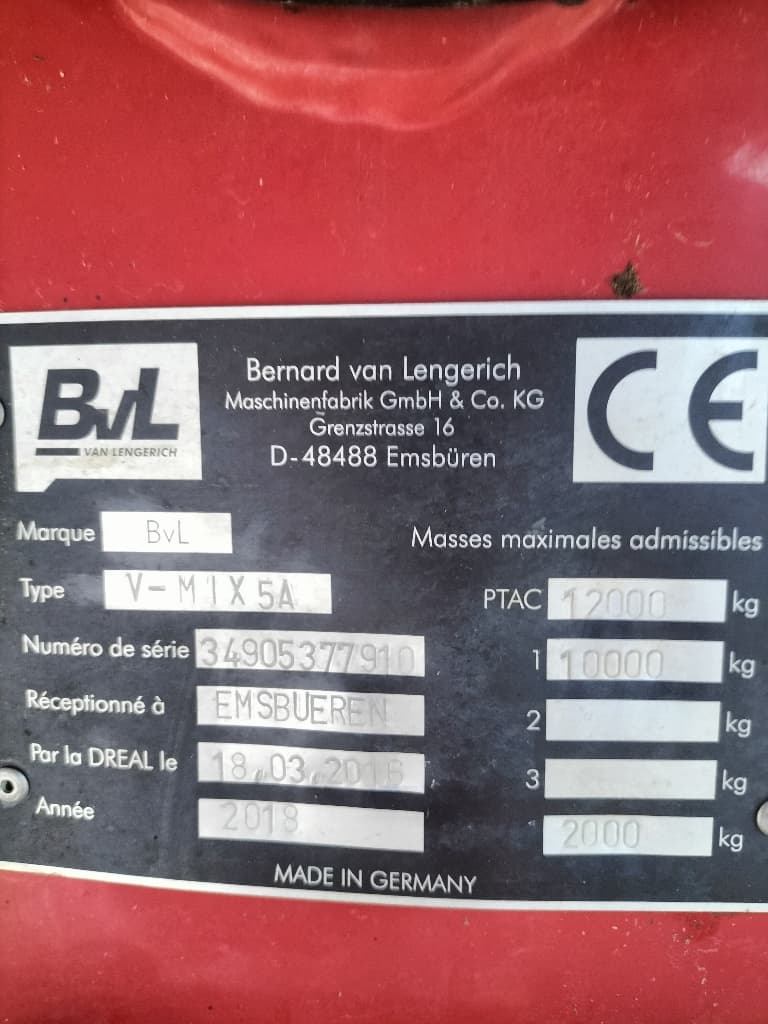 BvL
VAN LENGERICH
Bernard van Lengerich
Maschinenfabrik GmbH & Co. KG
Grenzstrasse 16
D-48488 Emsbüren
CE
Marque BvL
Masses maximales admissibles
Type V-MIX 5A
PTAC 12000 kg
Numéro de série 34905377910
1 10000 kg
Réceptionné à EMSBUEREN
2 kg
Par la DREAL le 18.03.2016
3 kg
Année 2018
2000 kg
MADE IN GERMANY